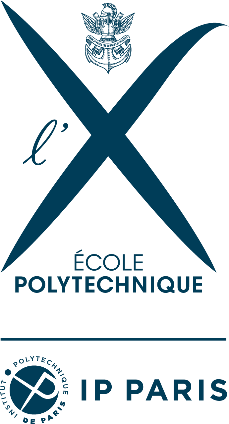 l'X
ÉCOLE
POLYTECHNIQUE
INSTITUT POLYTECHNIQUE DE PARIS
IP PARIS